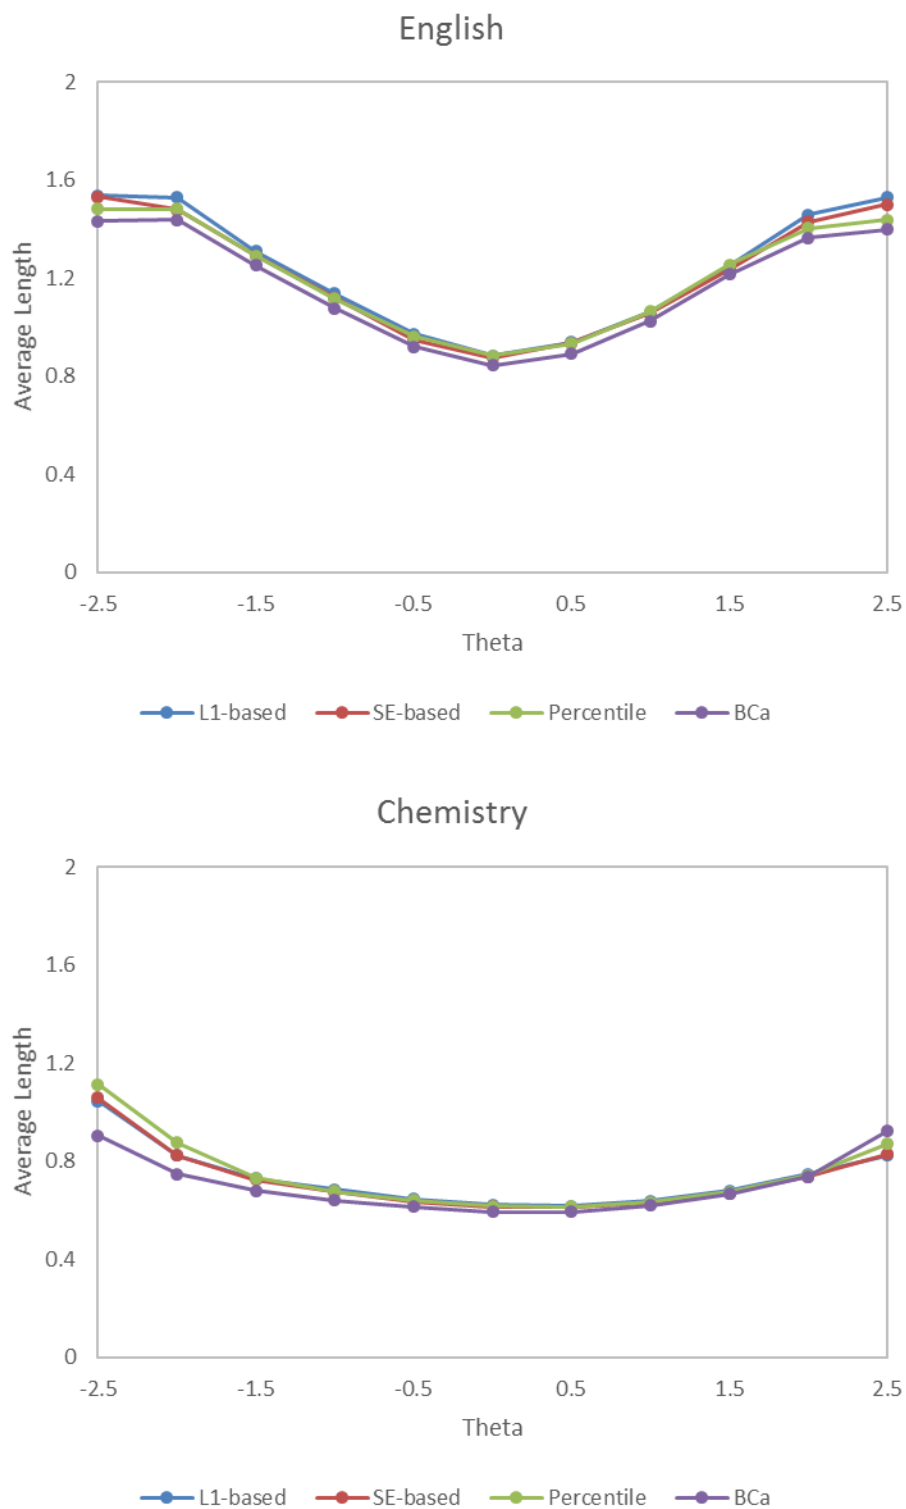 English
2
1.6
1.2
0.8
0.4
0
Average Length
-2.5 -1.5 -0.5 0.5 1.5 2.5
Theta
L1-based SE-based Percentile BCa
Chemistry
2
1.6
1.2
0.8
0.4
0
Average Length
-2.5 -1.5 -0.5 0.5 1.5 2.5
Theta
L1-based SE-based Percentile BCa